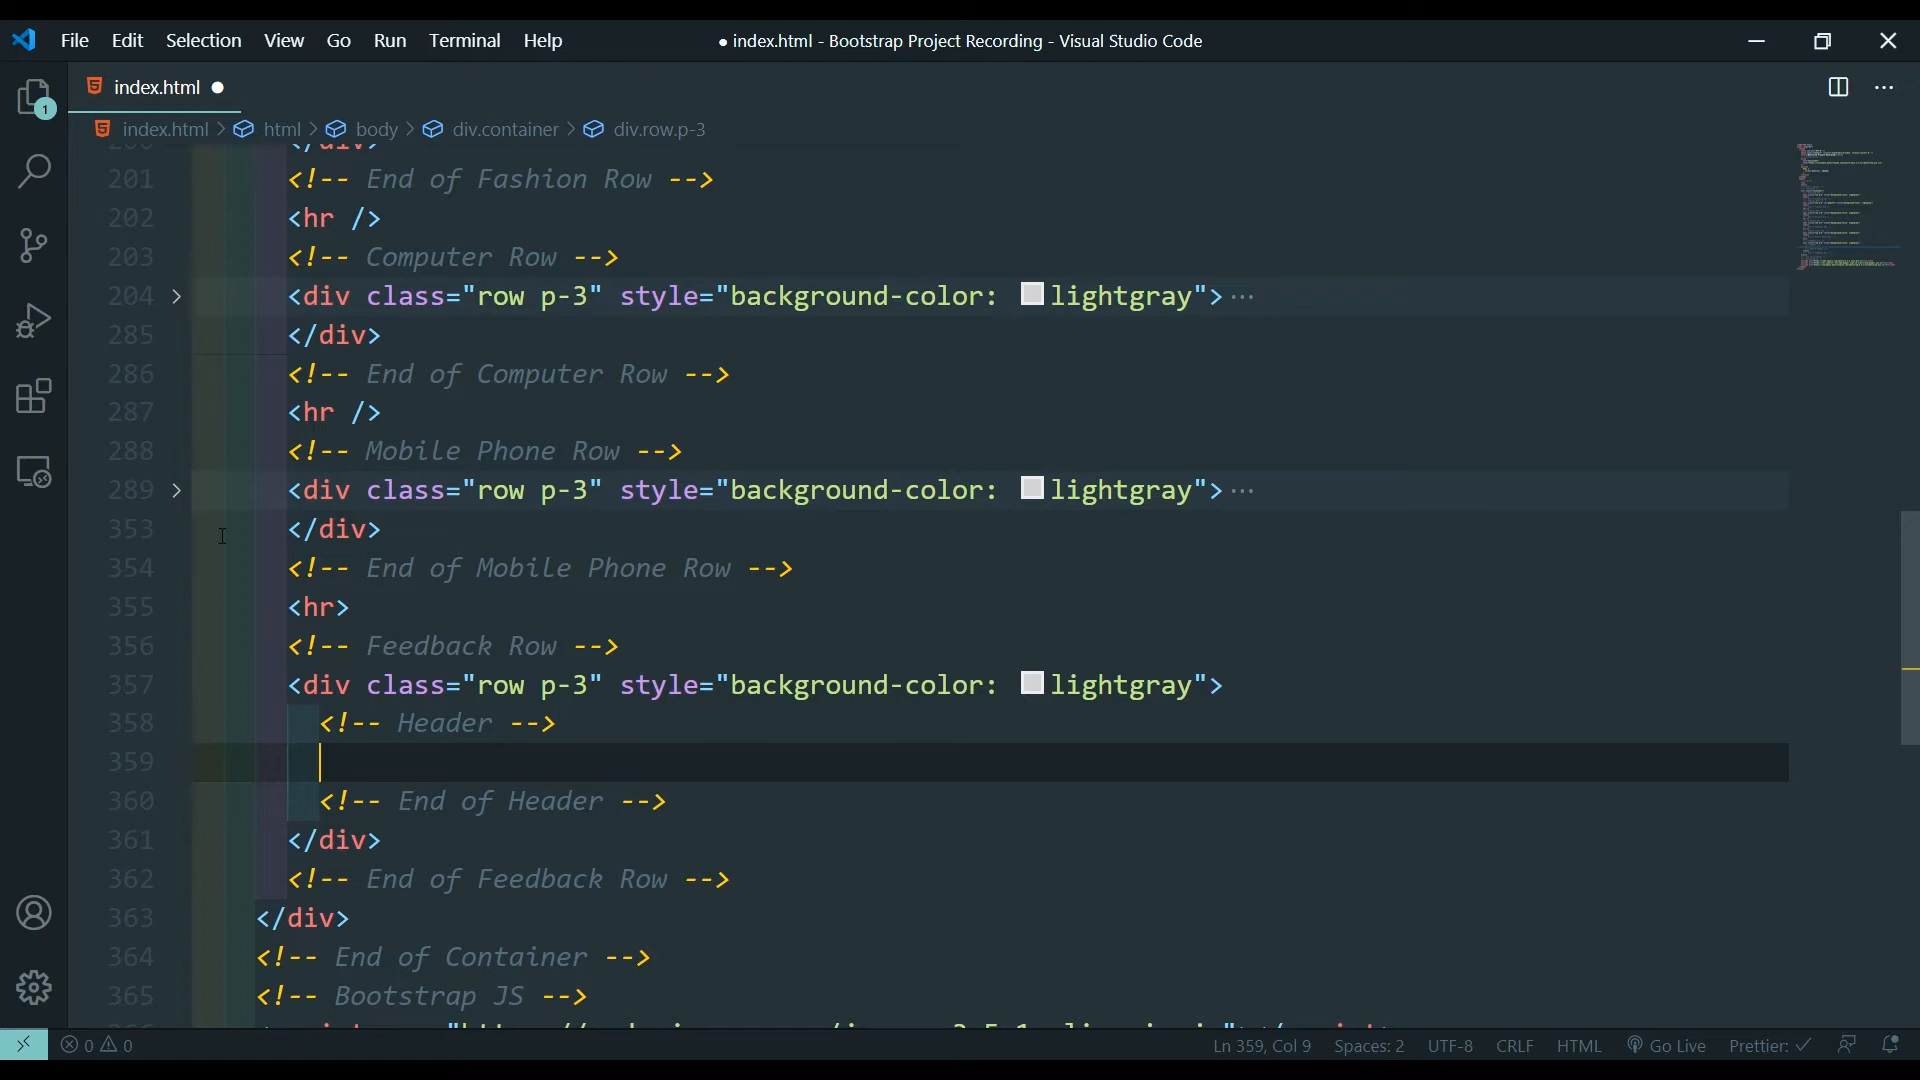 File Edit Selection View Go Run Terminal Help ● index.html - Bootstrap Project Recording - Visual Studio Code
index.html ●
1
index.html > html > body > div.container > div.row.p-3
201 <!-- End of Fashion Row -->
202 <hr />
203 <!-- Computer Row -->
204 > <div class="row p-3" style="background-color: lightgray">···
285 </div>
286 <!-- End of Computer Row -->
287 <hr />
288 <!-- Mobile Phone Row -->
289 > <div class="row p-3" style="background-color: lightgray">···
353 </div>
354 <!-- End of Mobile Phone Row -->
355 <hr>
356 <!-- Feedback Row -->
357 <div class="row p-3" style="background-color: lightgray">
358 <!-- Header -->
359
360 <!-- End of Header -->
361 </div>
362 <!-- End of Feedback Row -->
363 </div>
364 <!-- End of Container -->
365 <!-- Bootstrap JS -->
0 0 Ln 359, Col 9 Spaces: 2 UTF-8 CRLF HTML Go Live Prettier: ✓